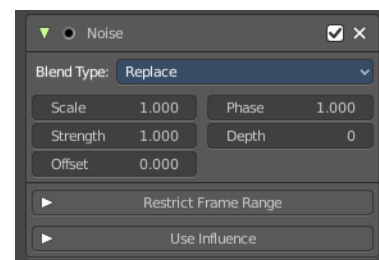 Noise
Blend Type: Replace
Scale 1.000 Phase 1.000
Strength 1.000 Depth 0
Offset 0.000
Restrict Frame Range
Use Influence